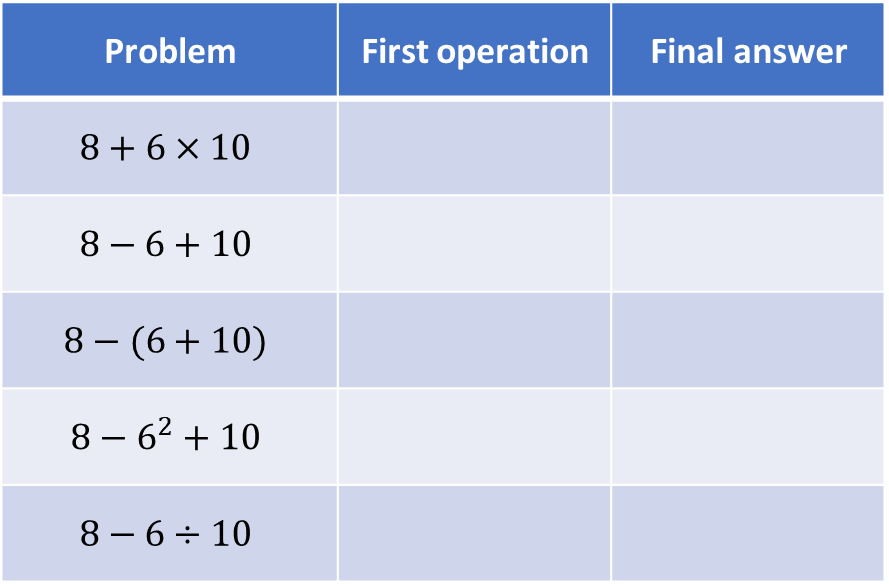 Problem First operation Final answer
8 + 6 × 10
8 − 6 + 10
8 − (6 + 10)
8 − 6² + 10
8 − 6 ÷ 10